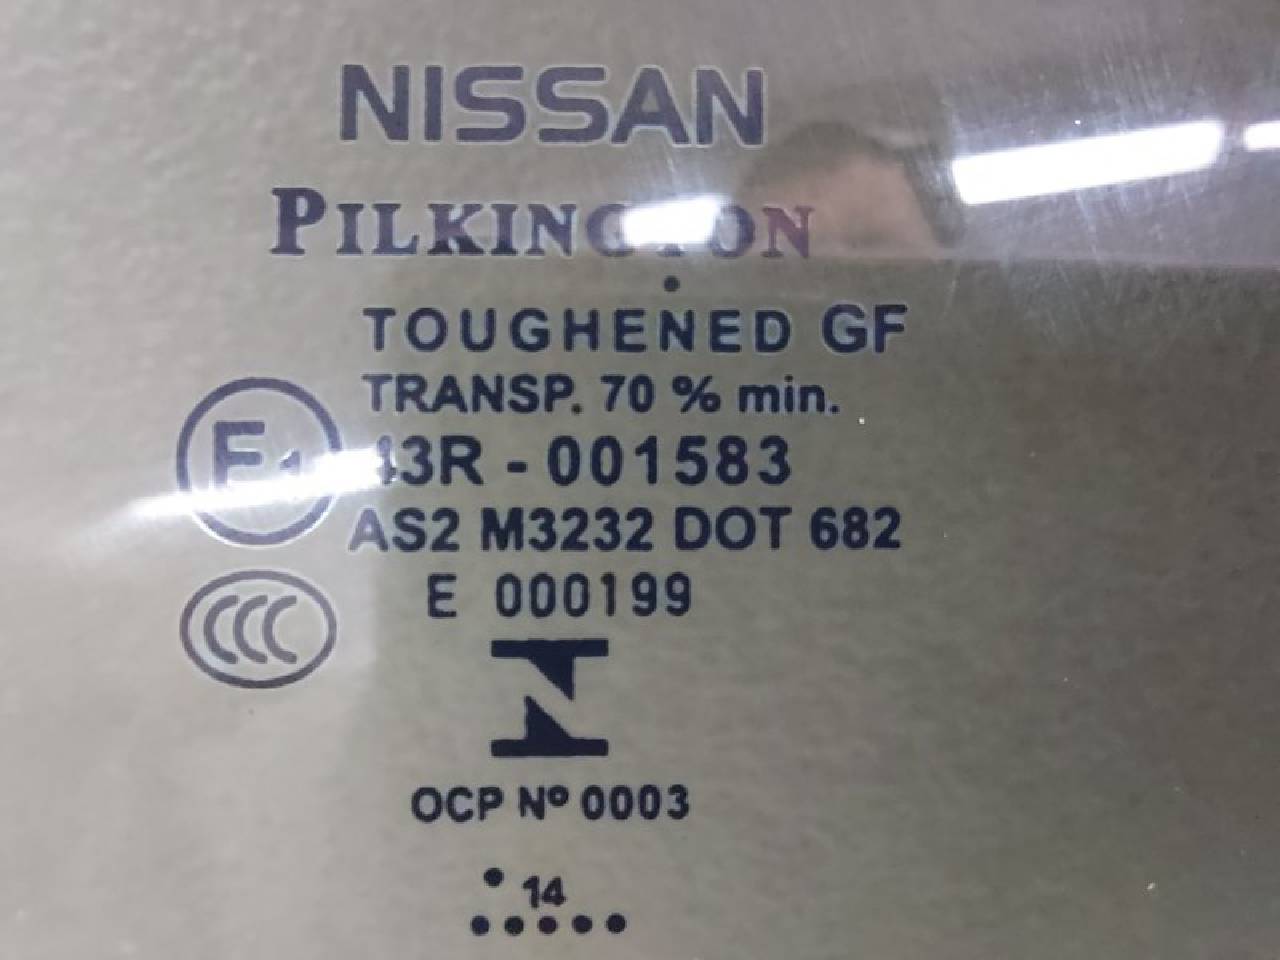 NISSAN
PILKINGTON
TOUGHENED GF
TRANSP. 70 % min.
E1 43R - 001583
AS2 M3232 DOT 682
E 000199
CCC
OCP Nº 0003
14